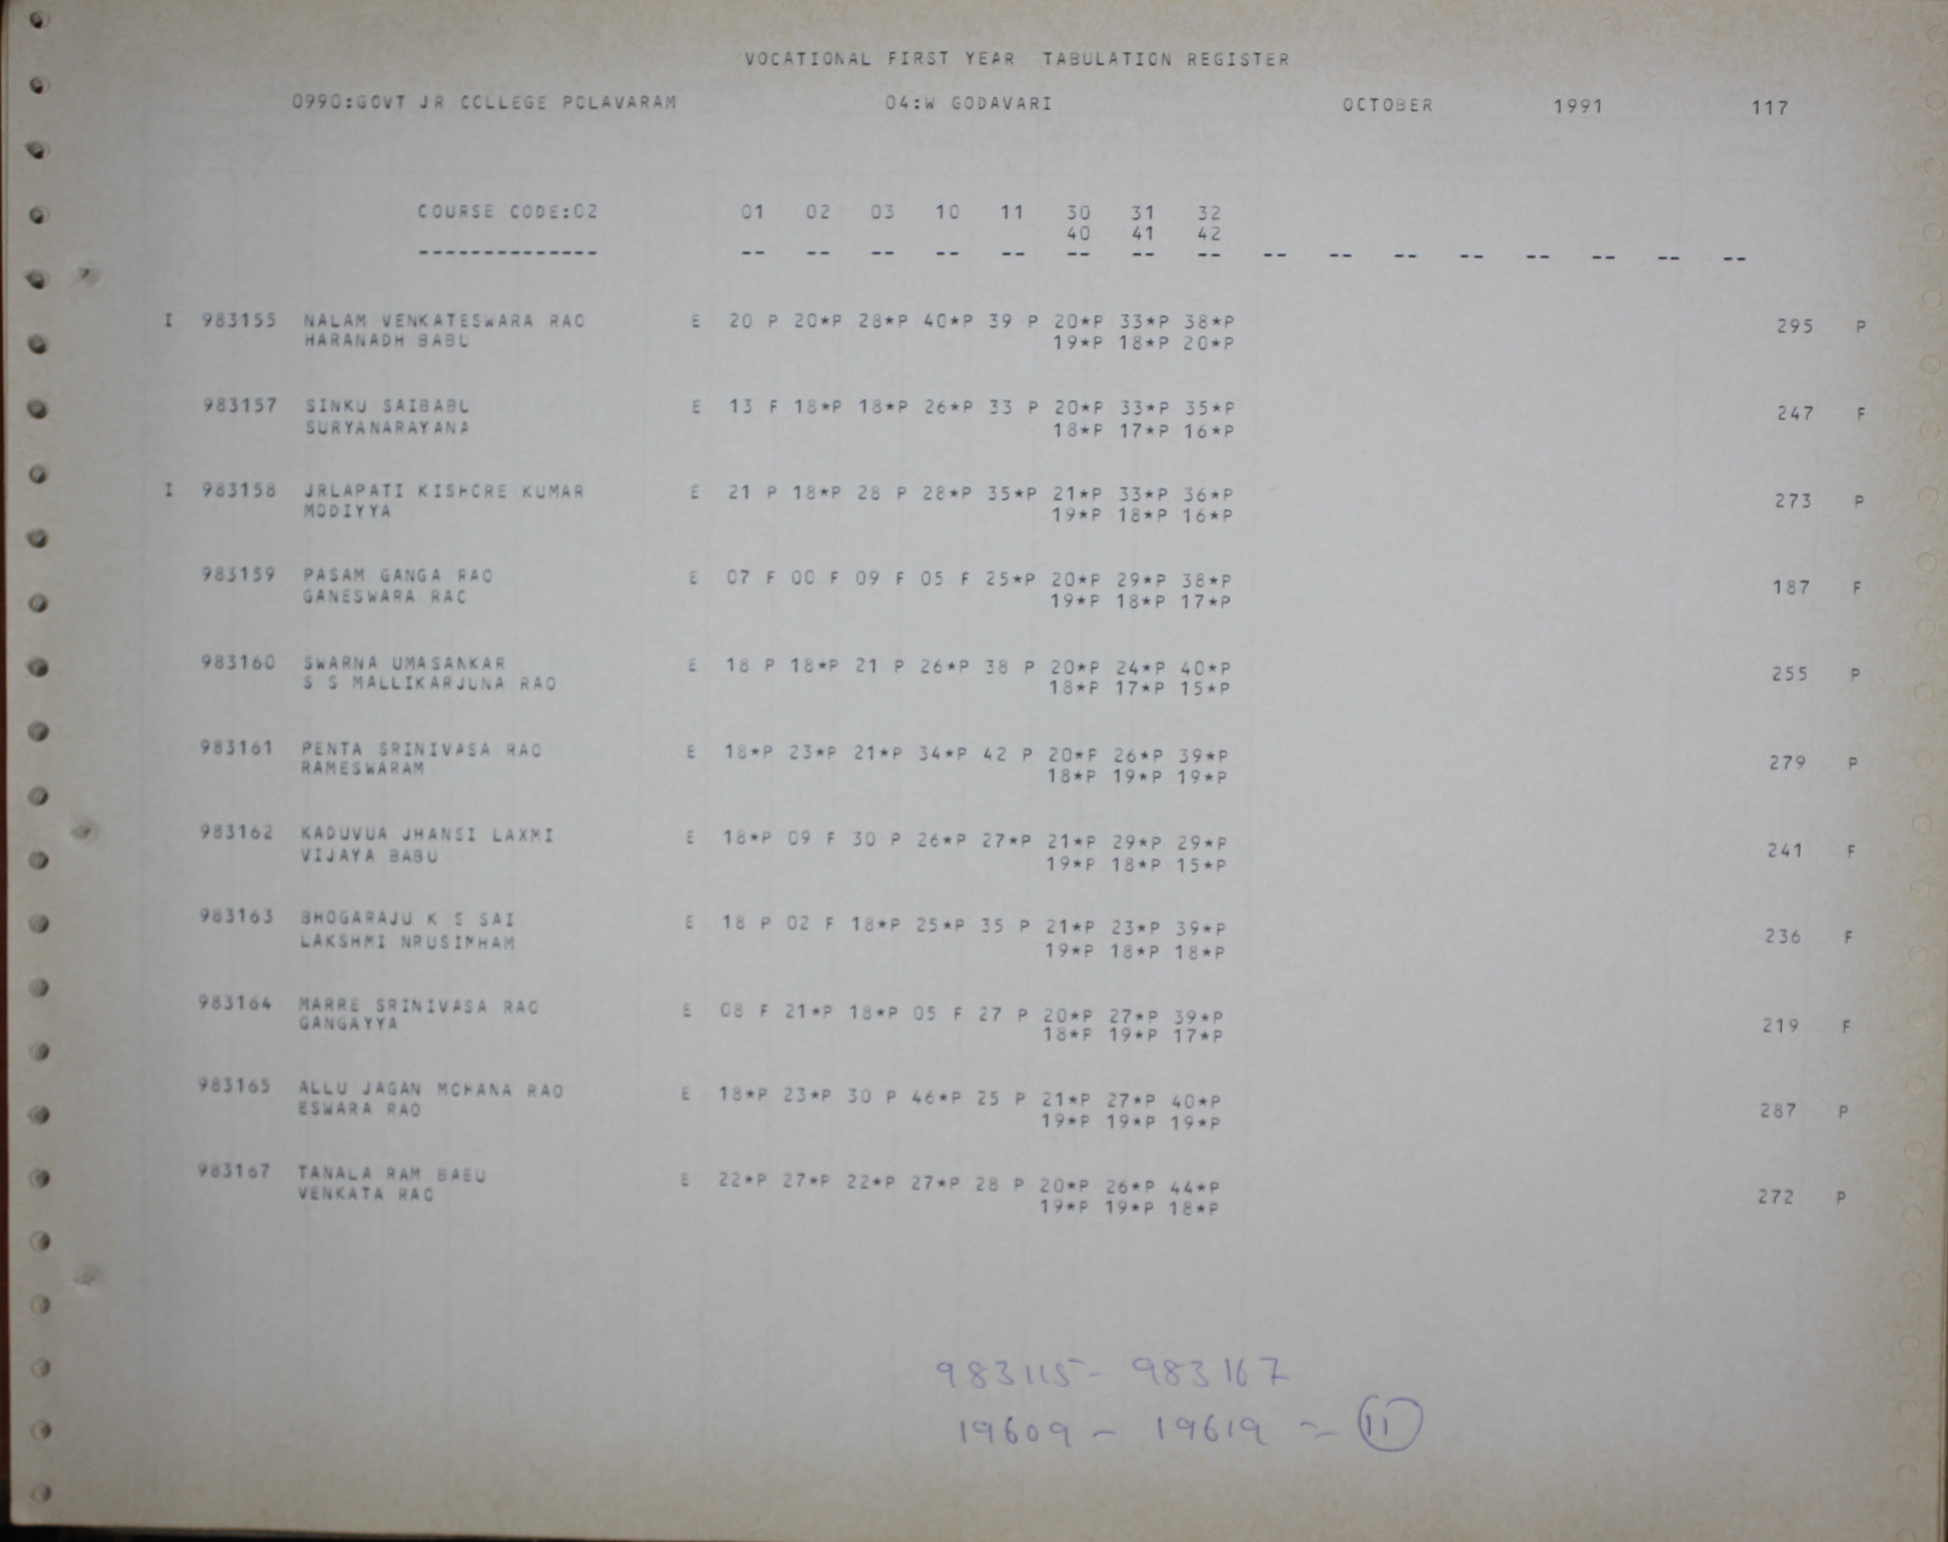 VOCATIONAL FIRST YEAR TABULATION REGISTER
0990:GOVT JR COLLEGE POLAVARAM 04:W GODAVARI OCTOBER 1991 117
COURSE CODE:02 01 02 03 10 11 30 31 32
40 41 42
-------------- -- -- -- -- -- -- -- -- -- -- -- -- -- -- -- --
I 983155 NALAM VENKATESWARA RAO E 20 P 20*P 28*P 40*P 39 P 20*P 33*P 38*P 295 P
HARANADH BABU 19*P 18*P 20*P
983157 SINKU SAIBABU E 13 F 18*P 18*P 26*P 33 P 20*P 33*P 35*P 247 F
SURYANARAYANA 18*P 17*P 16*P
I 983158 JRLAPATI KISHORE KUMAR E 21 P 18*P 28 P 28*P 35*P 21*P 33*P 36*P 273 P
MODIYYA 19*P 18*P 16*P
983159 PASAM GANGA RAO E 07 F 00 F 09 F 05 F 25*P 20*P 29*P 38*P 187 F
GANESWARA RAO 19*P 18*P 17*P
983160 SWARNA UMASANKAR E 18 P 18*P 21 P 26*P 38 P 20*P 24*P 40*P 255 P
S S MALLIKARJUNA RAO 18*P 17*P 15*P
983161 PENTA SRINIVASA RAO E 18*P 23*P 21*P 34*P 42 P 20*P 26*P 39*P 279 P
RAMESWARAM 18*P 19*P 19*P
983162 KADUVUA JHANSI LAXMI E 18*P 09 F 30 P 26*P 27*P 21*P 29*P 29*P 241 F
VIJAYA BABU 19*P 18*P 15*P
983163 BHOGARAJU K S SAI E 18 P 02 F 18*P 25*P 35 P 21*P 23*P 39*P 236 F
LAKSHMI NRUSIMHAM 19*P 18*P 18*P
983164 MARRE SRINIVASA RAO E 08 F 21*P 18*P 05 F 27 P 20*P 27*P 39*P 219 F
GANGAYYA 18*P 19*P 17*P
983165 ALLU JAGAN MOHANA RAO E 18*P 23*P 30 P 46*P 25 P 21*P 27*P 40*P 287 P
ESWARA RAO 19*P 19*P 19*P
983167 TANALA RAM BABU E 22*P 27*P 22*P 27*P 28 P 20*P 26*P 44*P 272 P
VENKATA RAO 19*P 19*P 18*P
983115 - 983167
19609 - 19619 = 11